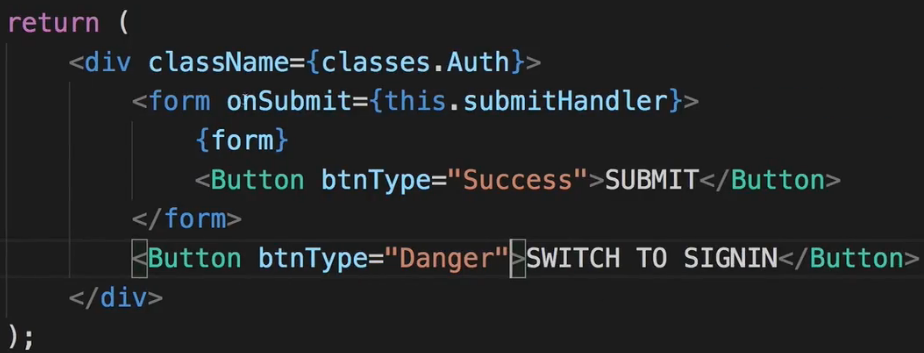 return (
<div className={classes.Auth}>
<form onSubmit={this.submitHandler}>
{form}
<Button btnType="Success">SUBMIT</Button>
</form>
<Button btnType="Danger">SWITCH TO SIGNIN</Button>
</div>
);